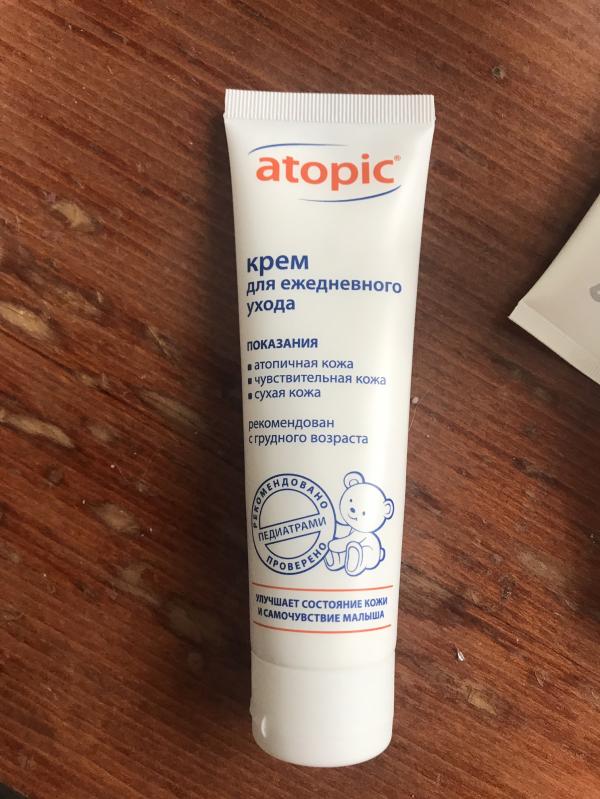 atopic®
крем
для ежедневного
ухода
ПОКАЗАНИЯ
▪ атопичная кожа
▪ чувствительная кожа
▪ сухая кожа
рекомендован
с грудного возраста
РЕКОМЕНДОВАНО
ПЕДИАТРАМИ
ПРОВЕРЕНО
УЛУЧШАЕТ СОСТОЯНИЕ КОЖИ
И САМОЧУВСТВИЕ МАЛЫША